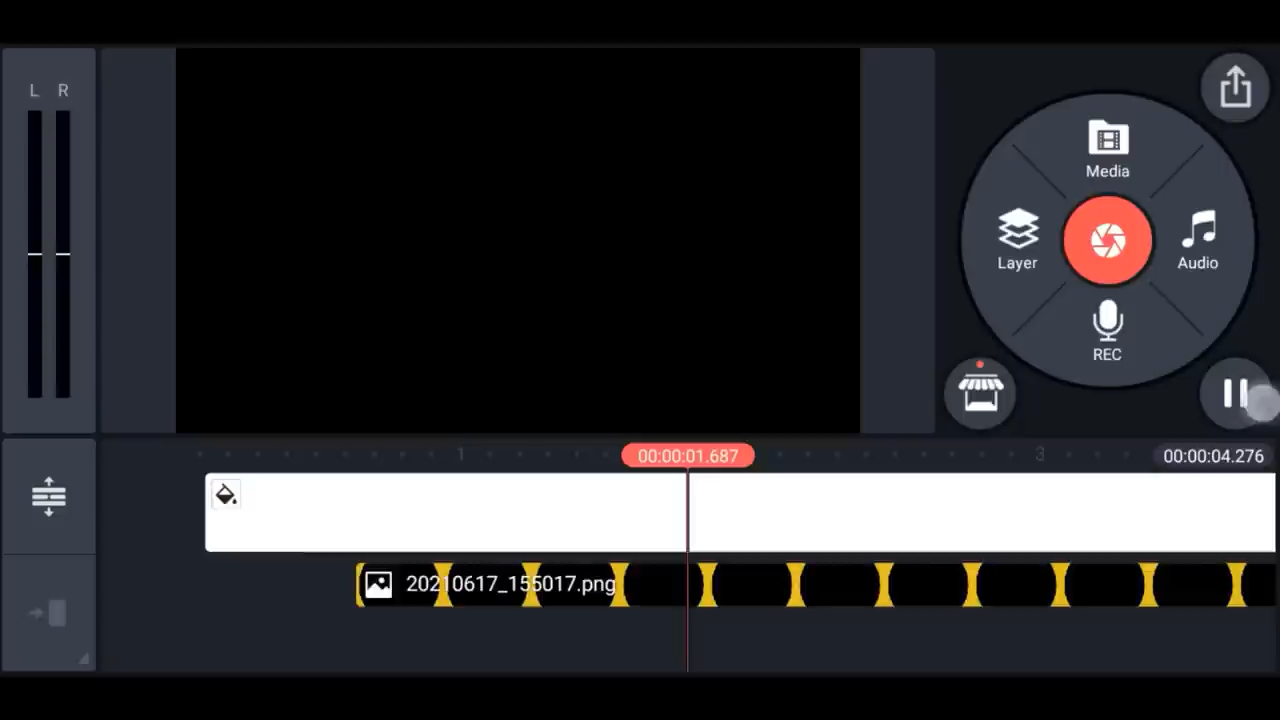 L R
Media
Layer
Audio
REC
1
00:00:01.687
3
00:00:04.276
20210617_155017.png